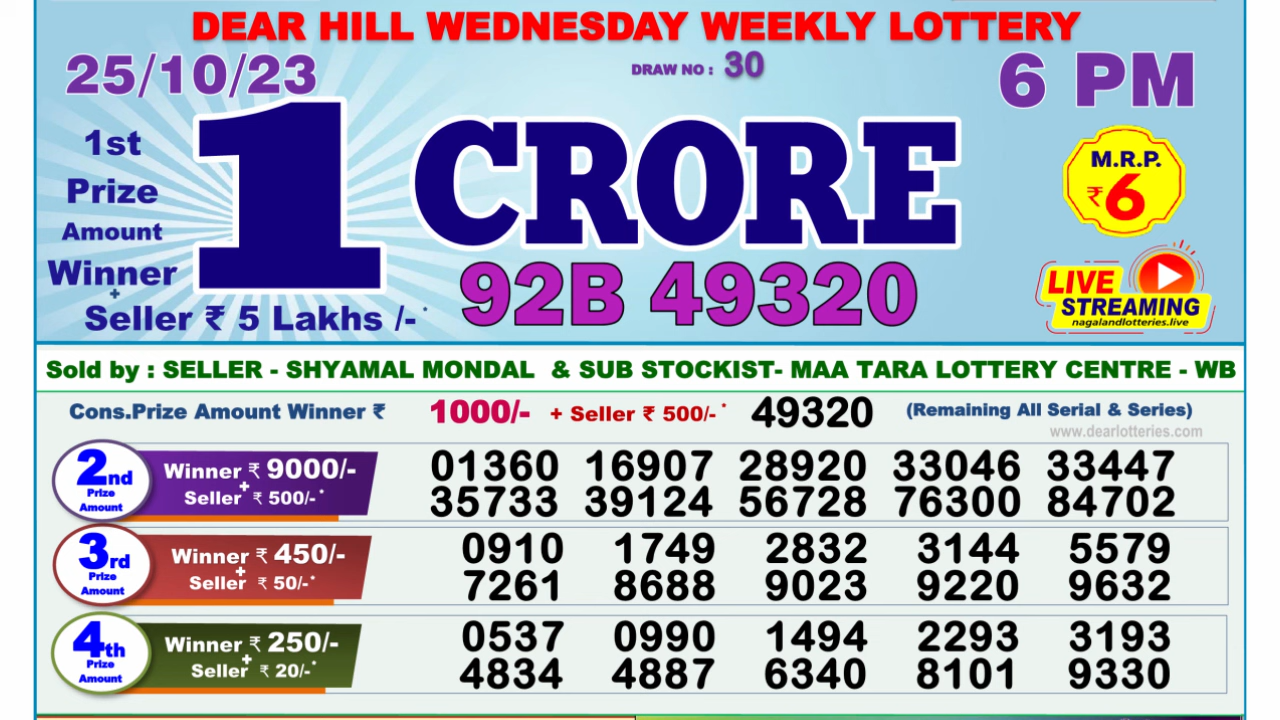 DEAR HILL WEDNESDAY WEEKLY LOTTERY
25/10/23
DRAW NO : 30
6 PM
1st
Prize
Amount
Winner
+
Seller ₹ 5 Lakhs /- *
1 CRORE
92B 49320
M.R.P.
₹6
LIVE
STREAMING
nagalandlotteries.live
Sold by : SELLER - SHYAMAL MONDAL & SUB STOCKIST- MAA TARA LOTTERY CENTRE - WB
Cons.Prize Amount Winner ₹ 1000/- + Seller ₹ 500/- * 49320 (Remaining All Serial & Series)
www.dearlotteries.com
2nd
Prize
Amount
Winner ₹ 9000/-
+
Seller ₹ 500/- *
01360 16907 28920 33046 33447
35733 39124 56728 76300 84702
3rd
Prize
Amount
Winner ₹ 450/-
+
Seller ₹ 50/- *
0910 1749 2832 3144 5579
7261 8688 9023 9220 9632
4th
Prize
Amount
Winner ₹ 250/-
+
Seller ₹ 20/- *
0537 0990 1494 2293 3193
4834 4887 6340 8101 9330